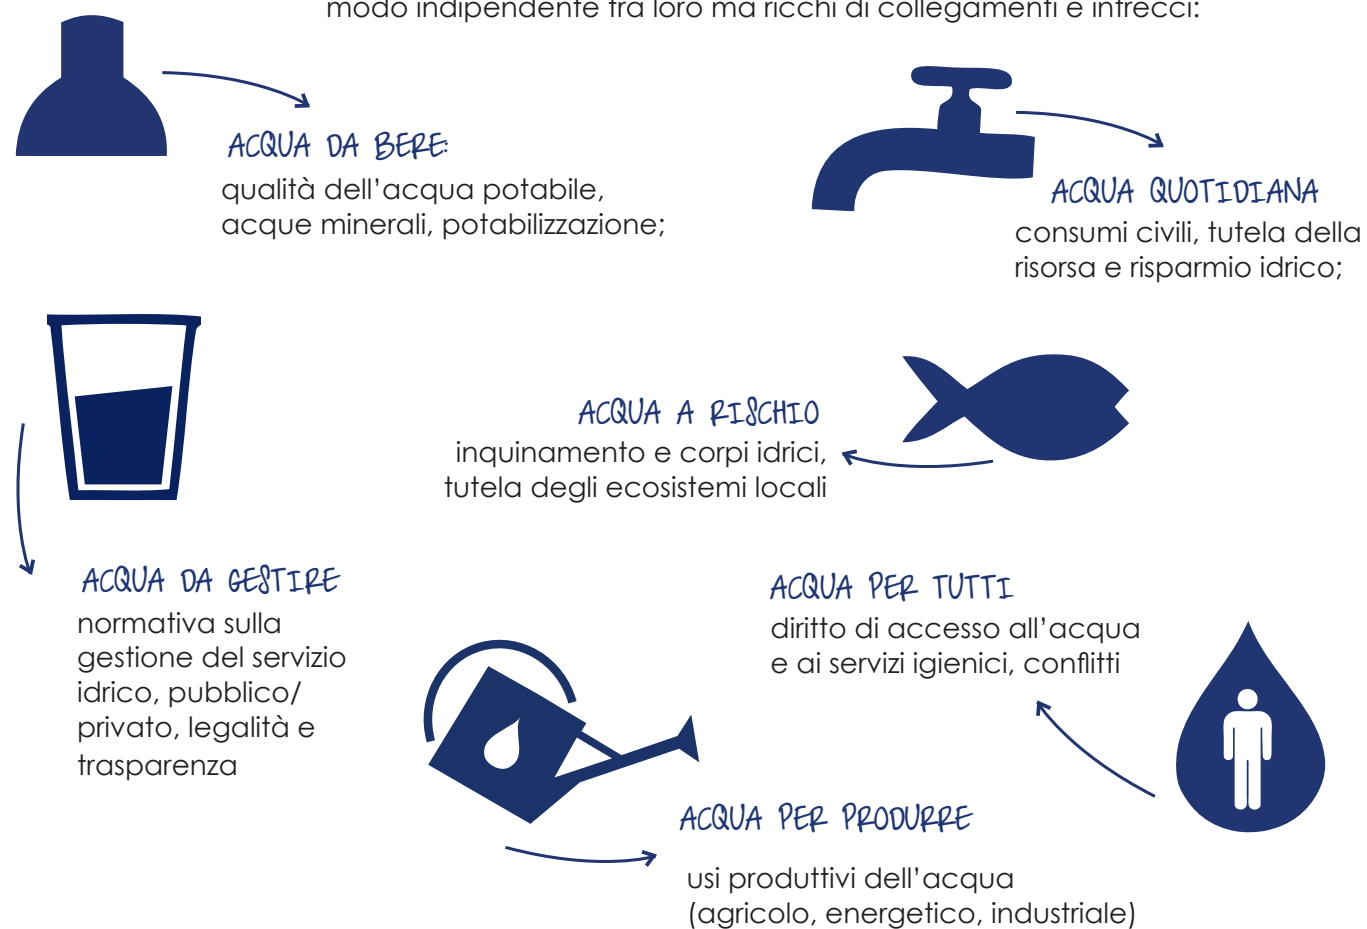 modo indipendente tra loro ma ricchi di collegamenti e intrecci:
ACQUA DA BERE:
qualità dell’acqua potabile,
acque minerali, potabilizzazione;
ACQUA QUOTIDIANA
consumi civili, tutela della
risorsa e risparmio idrico;
ACQUA A RISCHIO
inquinamento e corpi idrici,
tutela degli ecosistemi locali
ACQUA DA GESTIRE
normativa sulla
gestione del servizio
idrico, pubblico/
privato, legalità e
trasparenza
ACQUA PER TUTTI
diritto di accesso all’acqua
e ai servizi igienici, conflitti
ACQUA PER PRODURRE
usi produttivi dell’acqua
(agricolo, energetico, industriale)